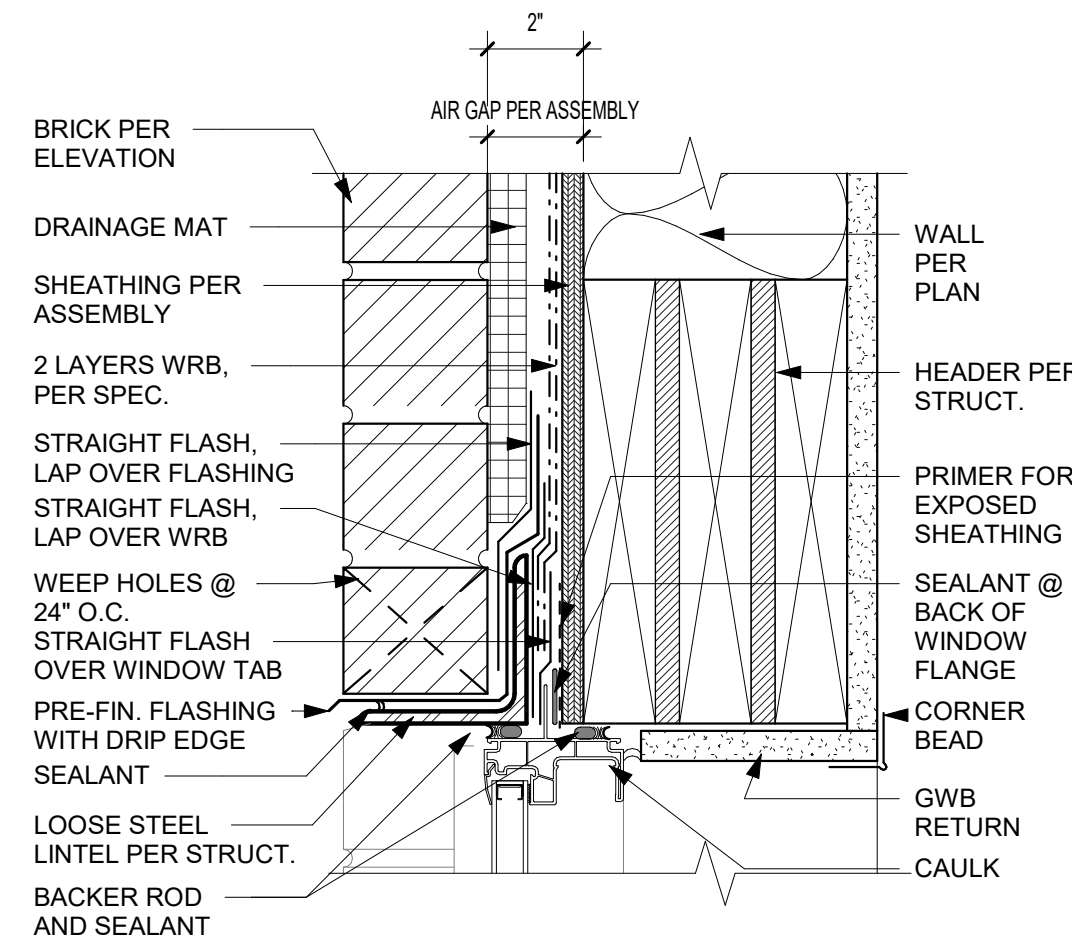 2"
AIR GAP PER ASSEMBLY
BRICK PER
ELEVATION
DRAINAGE MAT
SHEATHING PER
ASSEMBLY
2 LAYERS WRB,
PER SPEC.
STRAIGHT FLASH,
LAP OVER FLASHING
STRAIGHT FLASH,
LAP OVER WRB
WEEP HOLES @
24" O.C.
STRAIGHT FLASH
OVER WINDOW TAB
PRE-FIN. FLASHING
WITH DRIP EDGE
SEALANT
LOOSE STEEL
LINTEL PER STRUCT.
BACKER ROD
AND SEALANT
WALL
PER
PLAN
HEADER PER
STRUCT.
PRIMER FOR
EXPOSED
SHEATHING
SEALANT @
BACK OF
WINDOW
FLANGE
CORNER
BEAD
GWB
RETURN
CAULK